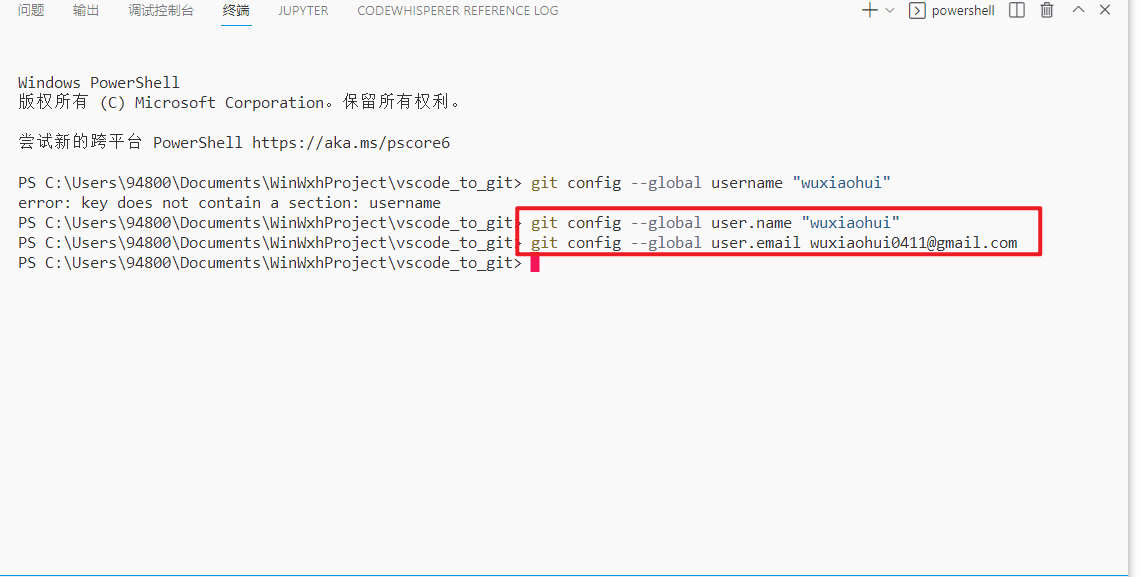 问题 输出 调试控制台 终端 JUPYTER CODEWHISPERER REFERENCE LOG powershell
Windows PowerShell
版权所有 (C) Microsoft Corporation。保留所有权利。
尝试新的跨平台 PowerShell https://aka.ms/pscore6
PS C:\Users\94800\Documents\WinWxhProject\vscode_to_git> git config --global username "wuxiaohui"
error: key does not contain a section: username
PS C:\Users\94800\Documents\WinWxhProject\vscode_to_git> git config --global user.name "wuxiaohui"
PS C:\Users\94800\Documents\WinWxhProject\vscode_to_git> git config --global user.email wuxiaohui0411@gmail.com
PS C:\Users\94800\Documents\WinWxhProject\vscode_to_git>